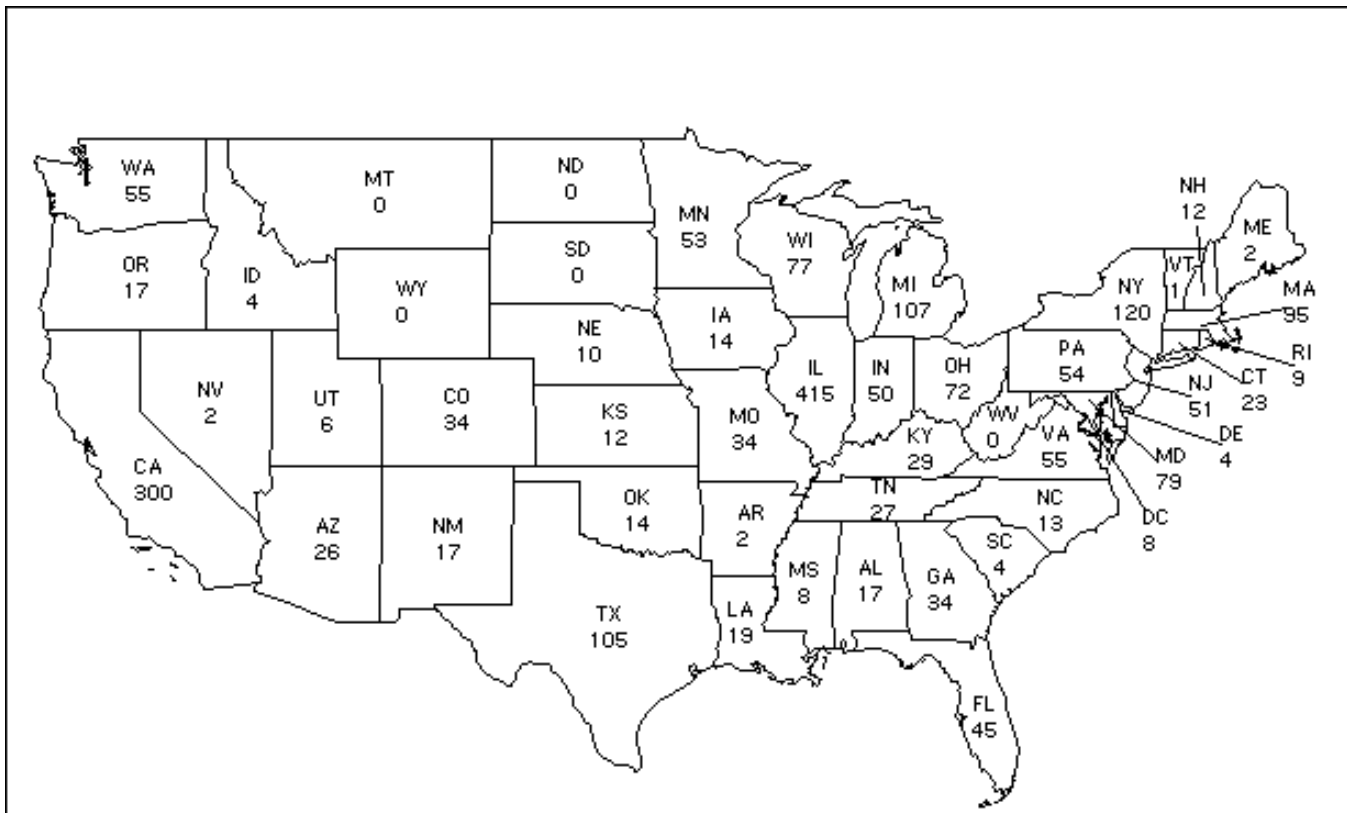 WA
55
MT
0
ND
0
MN
53
OR
17
ID
4
WY
0
SD
0
WI
77
MI
107
NH
12
ME
2
VT
1
NY
120
MA
95
NE
10
IA
14
NV
2
UT
6
CO
34
KS
12
MO
34
IL
415
IN
50
OH
72
PA
54
RI
9
CT
23
NJ
51
WV
0
VA
55
DE
4
MD
79
DC
8
KY
29
CA
300
AZ
26
NM
17
OK
14
AR
2
TN
27
NC
13
SC
4
MS
8
AL
17
GA
34
TX
105
LA
19
FL
45